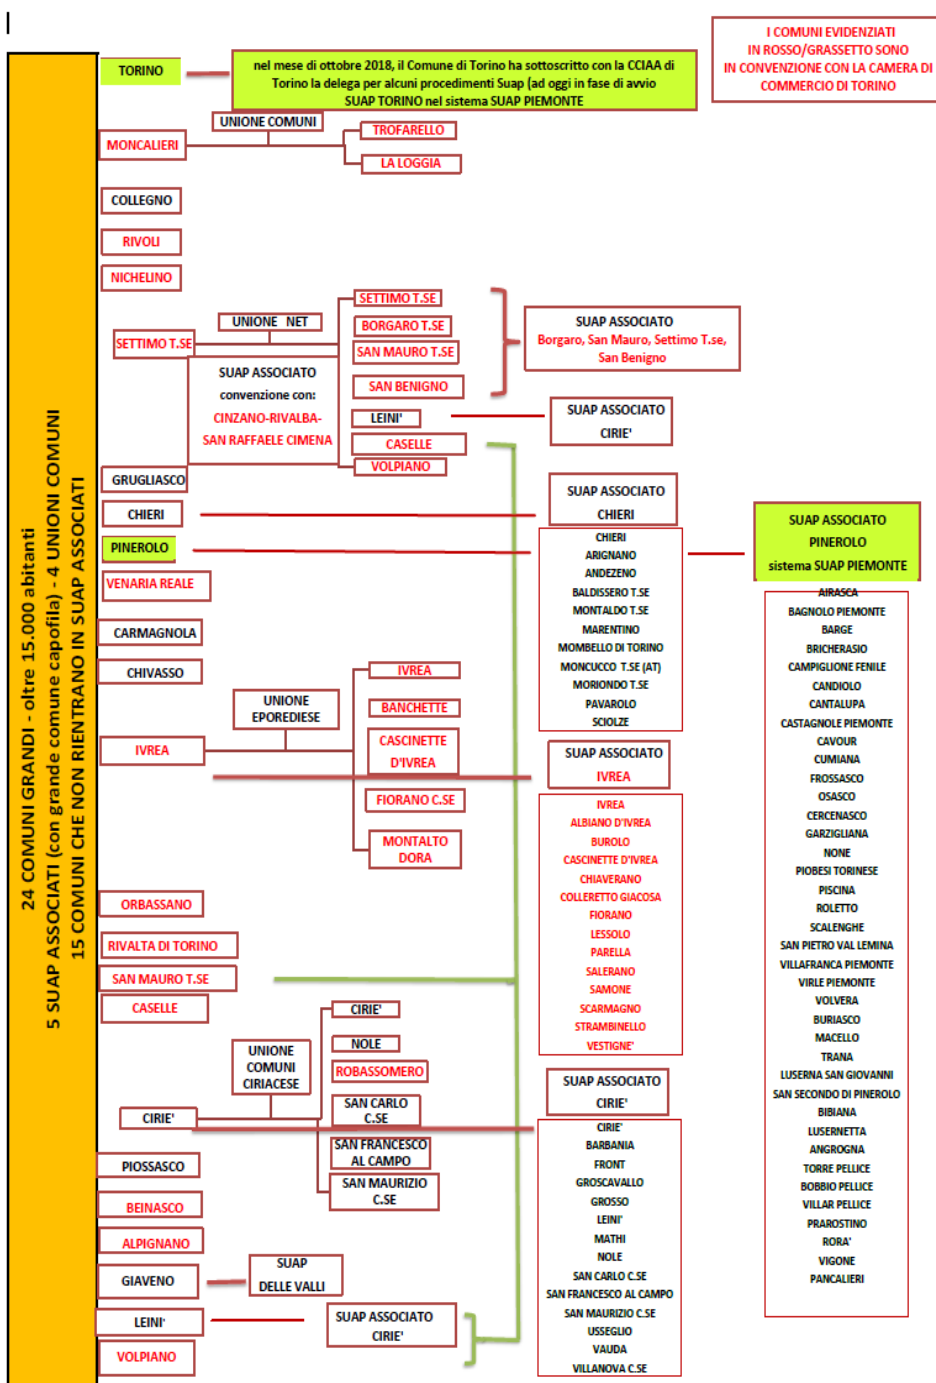 I COMUNI EVIDENZIATI
IN ROSSO/GRASSETTO SONO
IN CONVENZIONE CON LA CAMERA DI
COMMERCIO DI TORINO
24 COMUNI GRANDI - oltre 15.000 abitanti
5 SUAP ASSOCIATI (con grande comune capofila) - 4 UNIONI COMUNI
15 COMUNI CHE NON RIENTRANO IN SUAP ASSOCIATI
TORINO
nel mese di ottobre 2018, il Comune di Torino ha sottoscritto con la CCIAA di
Torino la delega per alcuni procedimenti Suap (ad oggi in fase di avvio
SUAP TORINO nel sistema SUAP PIEMONTE
MONCALIERI
UNIONE COMUNI
TROFARELLO
LA LOGGIA
COLLEGNO
RIVOLI
NICHELINO
SETTIMO T.SE
UNIONE NET
SUAP ASSOCIATO
convenzione con:
CINZANO-RIVALBA-
SAN RAFFAELE CIMENA
SETTIMO T.SE
BORGARO T.SE
SAN MAURO T.SE
SAN BENIGNO
LEINI'
CASELLE
VOLPIANO
SUAP ASSOCIATO
Borgaro, San Mauro, Settimo T.se,
San Benigno
SUAP ASSOCIATO
CIRIE'
GRUGLIASCO
CHIERI
SUAP ASSOCIATO
CHIERI
CHIERI
ARIGNANO
ANDEZENO
BALDISSERO T.SE
MONTALDO T.SE
MARENTINO
MOMBELLO DI TORINO
MONCUCCO T.SE (AT)
MORIONDO T.SE
PAVAROLO
SCIOLZE
PINEROLO
SUAP ASSOCIATO
PINEROLO
sistema SUAP PIEMONTE
AIRASCA
BAGNOLO PIEMONTE
BARGE
BRICHERASIO
CAMPIGLIONE FENILE
CANDIOLO
CANTALUPA
CASTAGNOLE PIEMONTE
CAVOUR
CUMIANA
FROSSASCO
OSASCO
CERCENASCO
GARZIGLIANA
NONE
PIOBESI TORINESE
PISCINA
ROLETTO
SCALENGHE
SAN PIETRO VAL LEMINA
VILLAFRANCA PIEMONTE
VIRLE PIEMONTE
VOLVERA
BURIASCO
MACELLO
TRANA
LUSERNA SAN GIOVANNI
SAN SECONDO DI PINEROLO
BIBIANA
LUSERNETTA
ANGROGNA
TORRE PELLICE
BOBBIO PELLICE
VILLAR PELLICE
PRAROSTINO
RORA'
VIGONE
PANCALIERI
VENARIA REALE
CARMAGNOLA
CHIVASSO
IVREA
UNIONE
EPOREDIESE
IVREA
BANCHETTE
CASCINETTE
D'IVREA
FIORANO C.SE
MONTALTO
DORA
SUAP ASSOCIATO
IVREA
IVREA
ALBIANO D'IVREA
BUROLO
CASCINETTE D'IVREA
CHIAVERANO
COLLERETTO GIACOSA
FIORANO
LESSOLO
PARELLA
SALERANO
SAMONE
SCARMAGNO
STRAMBINELLO
VESTIGNE'
ORBASSANO
RIVALTA DI TORINO
SAN MAURO T.SE
CASELLE
CIRIE'
UNIONE
COMUNI
CIRIACESE
CIRIE'
NOLE
ROBASSOMERO
SAN CARLO
C.SE
SAN FRANCESCO
AL CAMPO
SAN MAURIZIO
C.SE
SUAP ASSOCIATO
CIRIE'
CIRIE'
BARBANIA
FRONT
GROSCAVALLO
GROSSO
LEINI'
MATHI
NOLE
SAN CARLO C.SE
SAN FRANCESCO AL CAMPO
SAN MAURIZIO C.SE
USSEGLIO
VAUDA
VILLANOVA C.SE
PIOSSASCO
BEINASCO
ALPIGNANO
GIAVENO
SUAP
DELLE VALLI
LEINI'
SUAP ASSOCIATO
CIRIE'
VOLPIANO